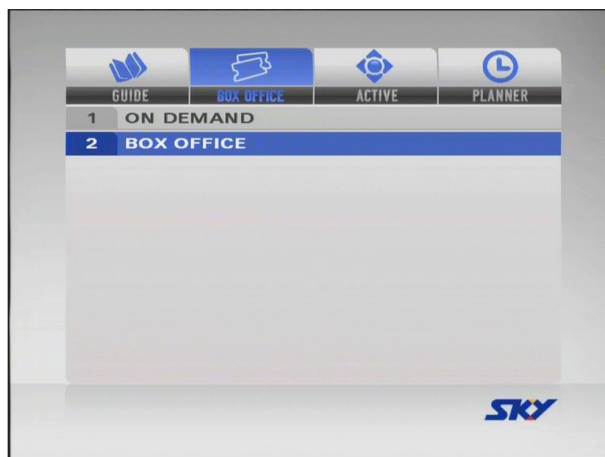 GUIDE BOX OFFICE ACTIVE PLANNER
1 ON DEMAND
2 BOX OFFICE
SKY